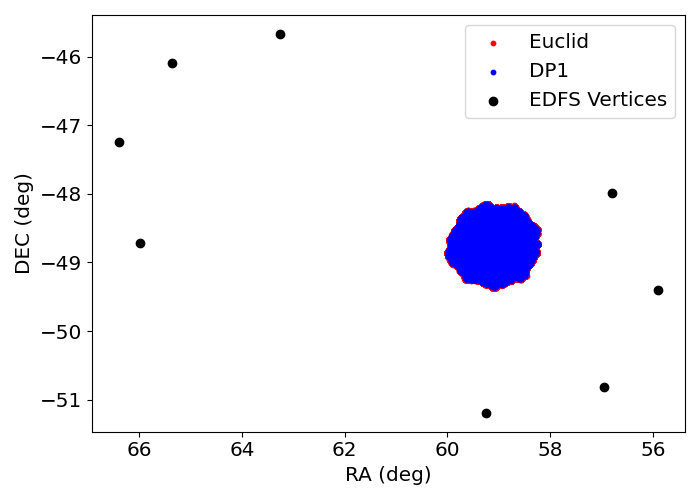 Euclid
DP1
EDFS Vertices
−46
−47
−48
−49
−50
−51
DEC (deg)
66
64
62
60
58
56
RA (deg)